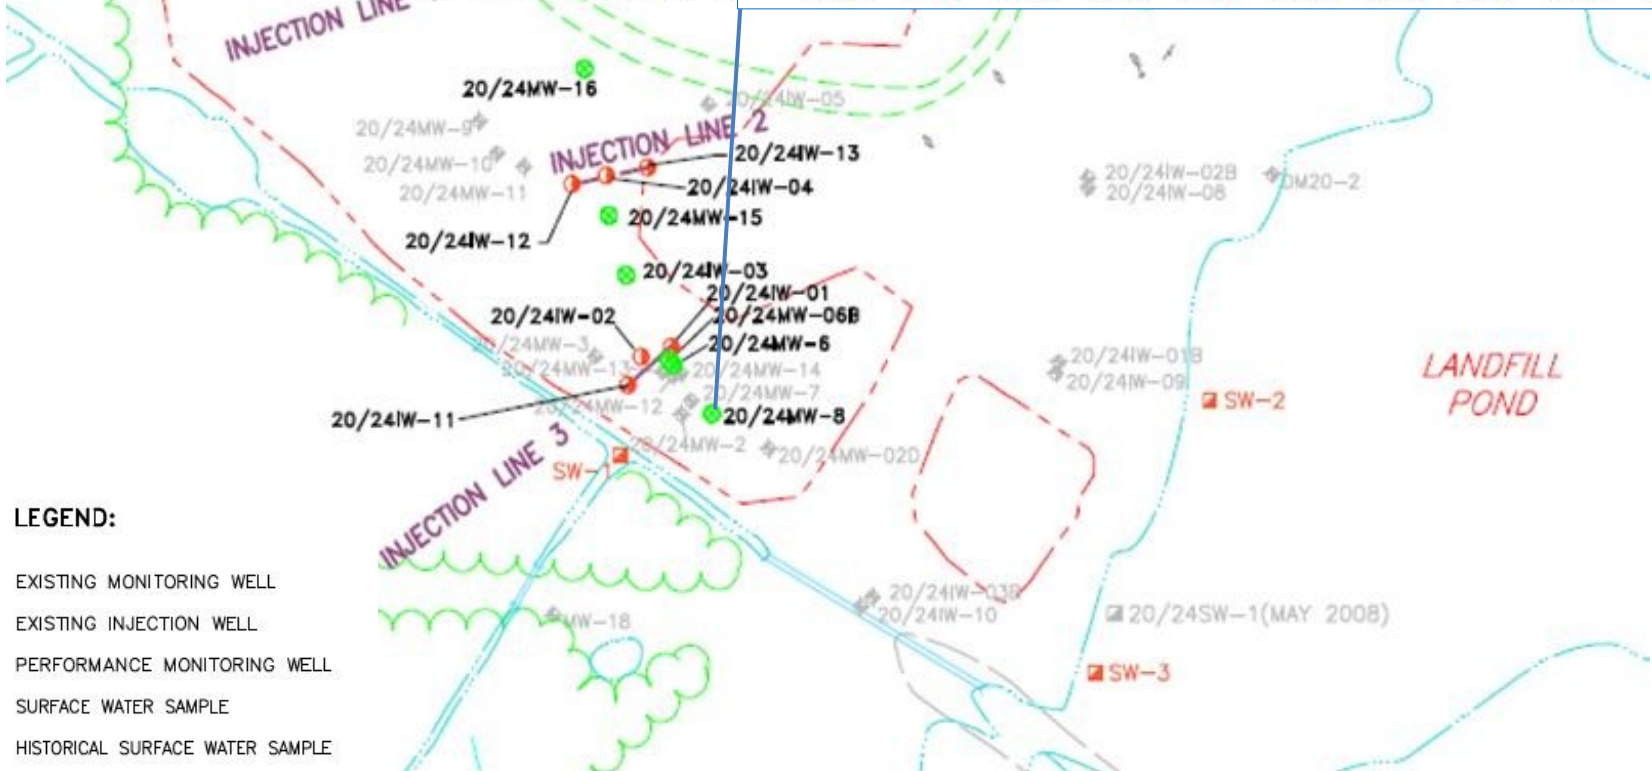 INJECTION LINE
20/24MW-16
20/24IW-05
20/24MW-9
INJECTION LINE 2
20/24MW-10
20/24IW-13
20/24MW-11
20/24IW-04
20/24IW-02B
DM20-2
20/24IW-08
20/24MW-15
20/24IW-12
20/24IW-03
20/24IW-01
20/24IW-02
20/24MW-06B
20/24MW-3
20/24MW-6
20/24MW-13
20/24MW-14
20/24IW-01B
20/24IW-09
LANDFILL
POND
20/24MW-7
20/24MW-12
20/24IW-11
20/24MW-8
SW-2
20/24MW-2
20/24MW-02D
SW-1
INJECTION LINE 3
LEGEND:
EXISTING MONITORING WELL
EXISTING INJECTION WELL
PERFORMANCE MONITORING WELL
SURFACE WATER SAMPLE
HISTORICAL SURFACE WATER SAMPLE
20/24IW-03B
20/24IW-10
MW-18
20/24SW-1(MAY 2008)
SW-3